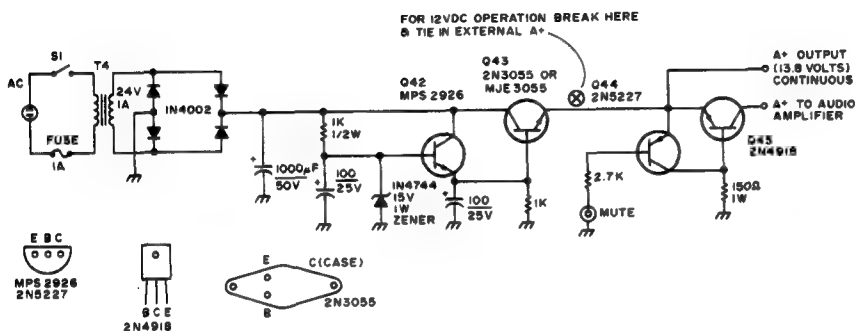 FOR 12VDC OPERATION BREAK HERE
& TIE IN EXTERNAL A+
S1
T4
AC
24V
1A
FUSE
1A
1N4002
1000µF
50V
1K
1/2W
100
25V
1N4744
15V
1W
ZENER
Q42
MPS 2926
100
25V
Q43
2N3055 OR
MJE 3055
1K
Q44
2N5227
2.7K
MUTE
A+ OUTPUT
(13.8 VOLTS)
CONTINUOUS
A+ TO AUDIO
AMPLIFIER
Q45
2N4918
150Ω
1W
E B C
MPS 2926
2N5227
B C E
2N4918
E
C(CASE)
B
2N3055